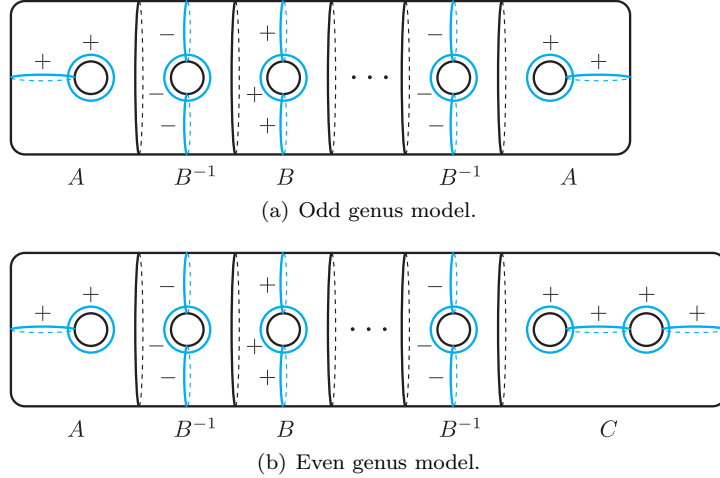 + + − + − + +
· · ·
− + −
− + −
A B⁻¹ B B⁻¹ A
(a) Odd genus model.
+ + − + − + + + +
· · ·
− + −
− + −
A B⁻¹ B B⁻¹ C
(b) Even genus model.